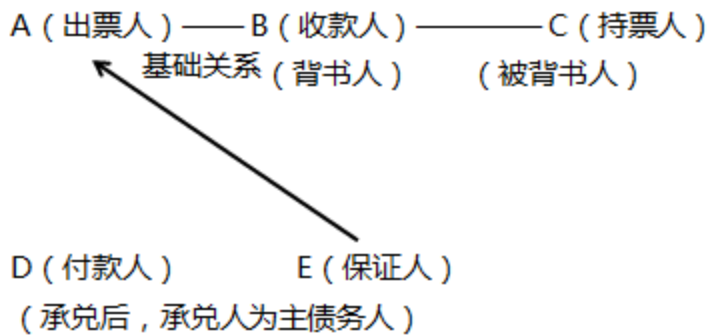 A（出票人）——B（收款人）————C（持票人）
基础关系（背书人） （被背书人）
D（付款人） E（保证人）
（承兑后，承兑人为主债务人）